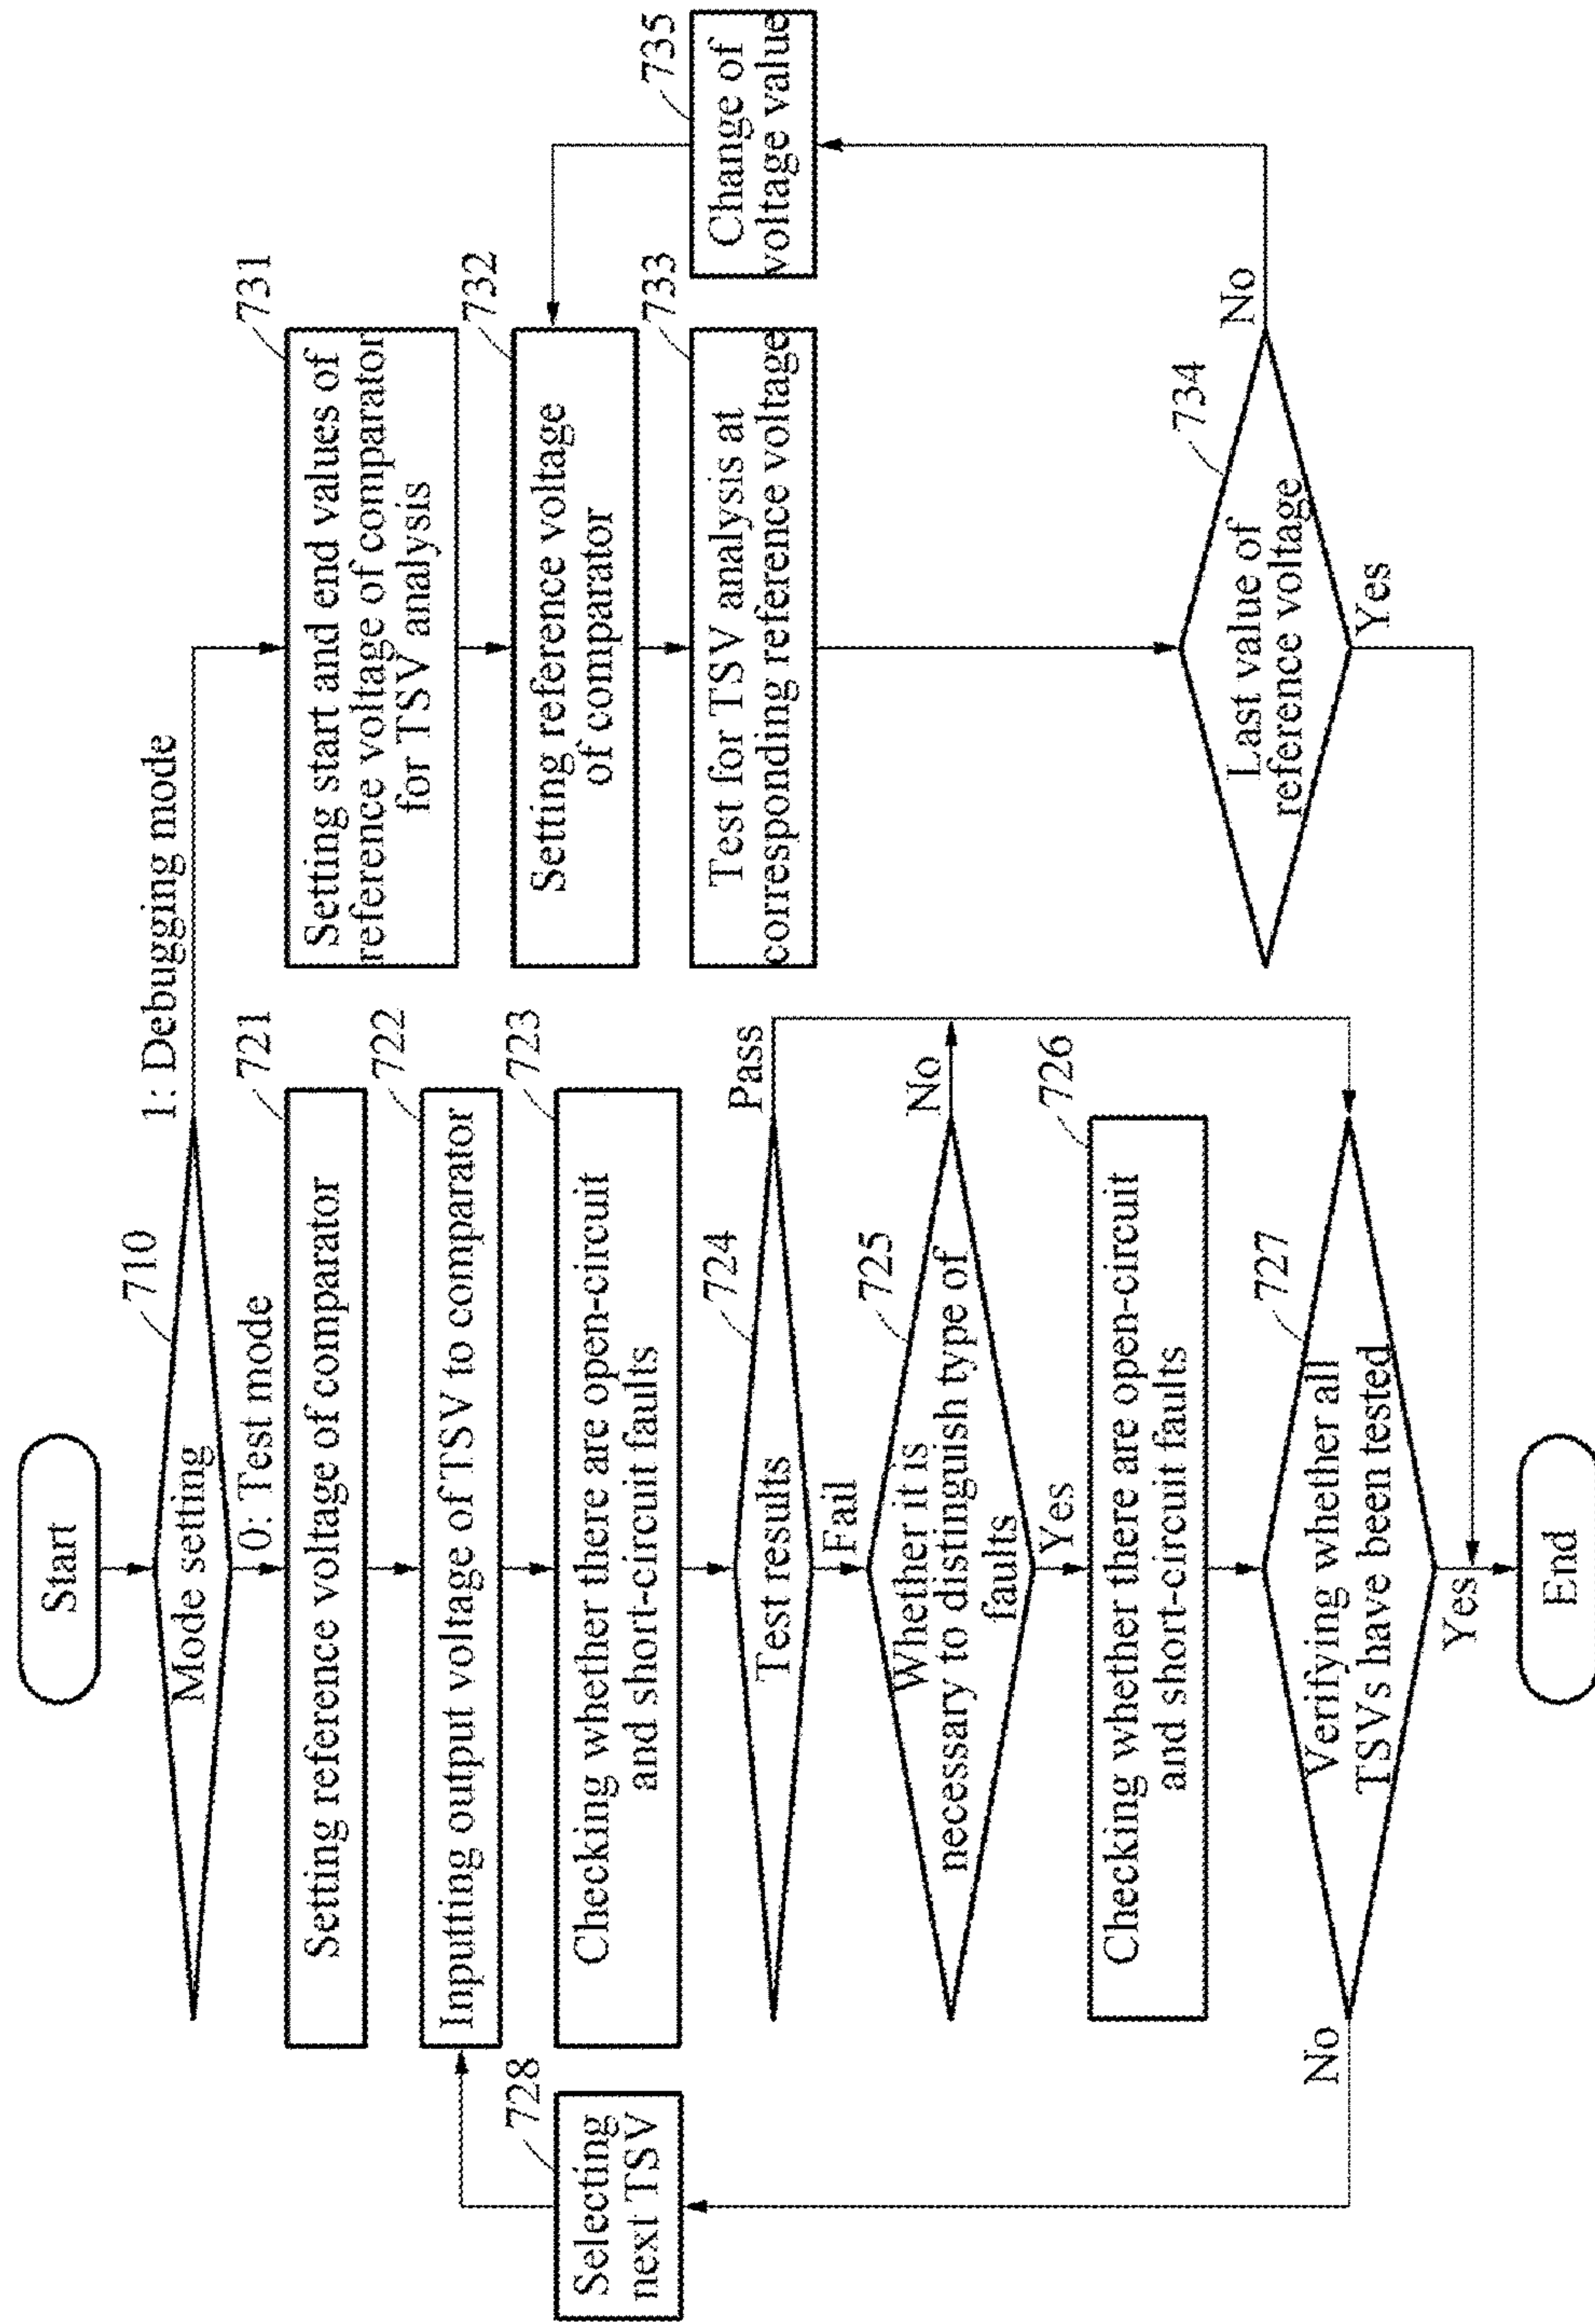 Start
710
Mode setting
1: Debugging mode
0: Test mode
721
Setting reference voltage of comparator
722
Inputting output voltage of TSV to comparator
723
Checking whether there are open-circuit
and short-circuit faults
724
Test results
Pass
Fail
725
Whether it is
necessary to distinguish type of
faults
No
Yes
726
Checking whether there are open-circuit
and short-circuit faults
727
Verifying whether all
TSVs have been tested
No
Yes
728
Selecting
next TSV
731
Setting start and end values of
reference voltage of comparator
for TSV analysis
732
Setting reference voltage
of comparator
733
Test for TSV analysis at
corresponding reference voltage
734
Last value of
reference voltage
No
Yes
735
Change of
voltage value
End